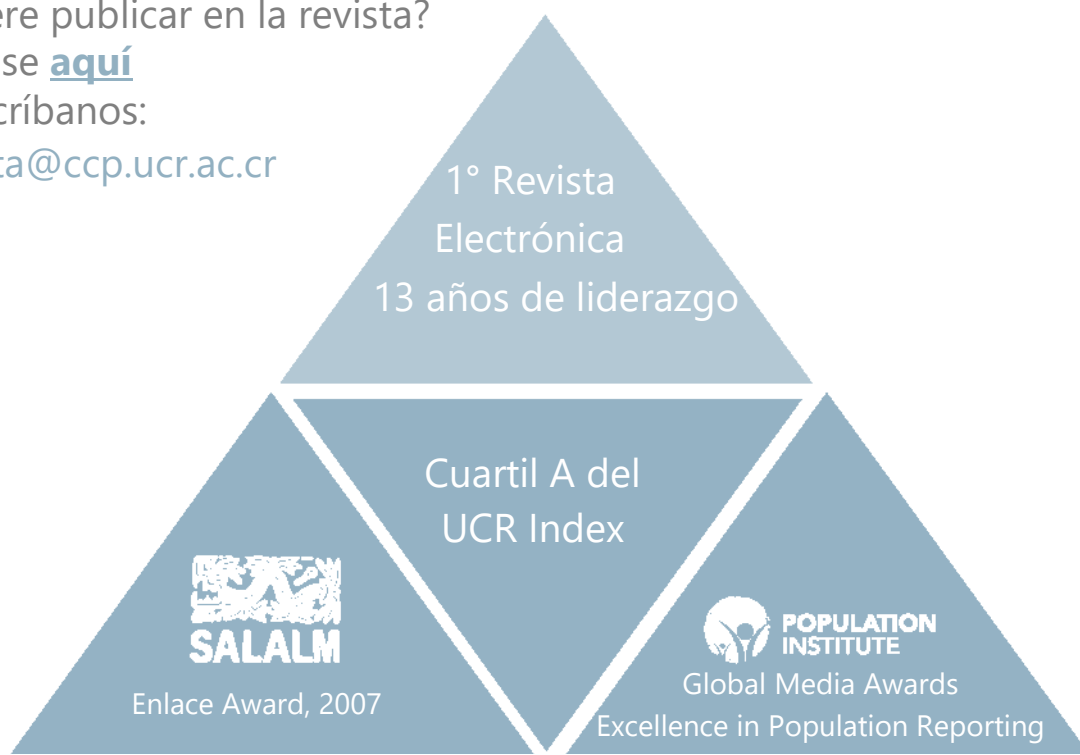 ere publicar en la revista?
se aquí
críbanos:
ta@ccp.ucr.ac.cr
1° Revista
Electrónica
13 años de liderazgo
Cuartil A del
UCR Index
SALALM
Enlace Award, 2007
POPULATION
INSTITUTE
Global Media Awards
Excellence in Population Reporting